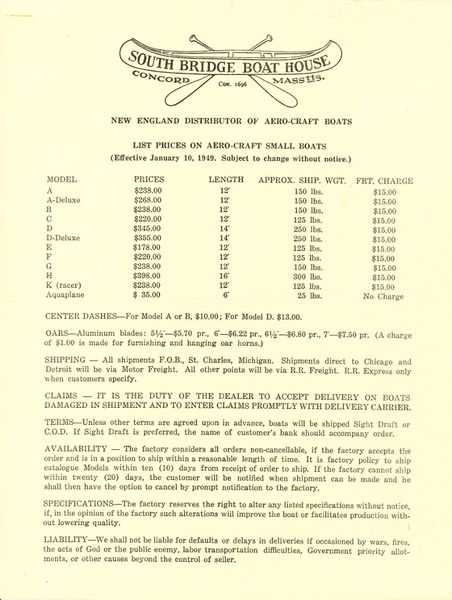 SOUTH BRIDGE BOAT HOUSE
CONCORD MASSTTS.
CON. 1696
NEW ENGLAND DISTRIBUTOR OF AERO-CRAFT BOATS
LIST PRICES ON AERO-CRAFT SMALL BOATS
(Effective January 10, 1949. Subject to change without notice.)
MODEL PRICES LENGTH APPROX. SHIP. WGT. FRT. CHARGE
A $238.00 12' 150 lbs. $15.00
A-Deluxe $268.00 12' 150 lbs. $15.00
B $238.00 12' 150 lbs. $15.00
C $220.00 12' 125 lbs. $15.00
D $345.00 14' 250 lbs. $15.00
D-Deluxe $355.00 14' 250 lbs. $15.00
E $178.00 12' 125 lbs. $15.00
F $220.00 12' 125 lbs. $15.00
G $238.00 12' 150 lbs. $15.00
H $398.00 16' 300 lbs. $15.00
K (racer) $238.00 12' 125 lbs. $15.00
Aquaplane $ 35.00 6' 25 lbs. No Charge
CENTER DASHES—For Model A or B, $10.00; For Model D. $13.00.
OARS—Aluminum blades: 5½'—$5.70 pr., 6'—$6.22 pr., 6½'—$6.80 pr., 7'—$7.50 pr. (A charge
of $1.00 is made for furnishing and hanging oar horns.)
SHIPPING — All shipments F.O.B., St. Charles, Michigan. Shipments direct to Chicago and
Detroit will be via Motor Freight. All other points will be via R.R. Freight. R.R. Express only
when customers specify.
CLAIMS — IT IS THE DUTY OF THE DEALER TO ACCEPT DELIVERY ON BOATS
DAMAGED IN SHIPMENT AND TO ENTER CLAIMS PROMPTLY WITH DELIVERY CARRIER.
TERMS—Unless other terms are agreed upon in advance, boats will be shipped Sight Draft or
C.O.D. If Sight Draft is preferred, the name of customer's bank should accompany order.
AVAILABILITY — The factory considers all orders non-cancellable, if the factory accepts the
order and is in a position to ship within a reasonable length of time. It is factory policy to ship
catalogue Models within ten (10) days from receipt of order to ship. If the factory cannot ship
within twenty (20) days, the customer will be notified when shipment can be made and he
shall then have the option to cancel by prompt notification to the factory.
SPECIFICATIONS—The factory reserves the right to alter any listed specifications without notice,
if, in the opinion of the factory such alterations will improve the boat or facilitates production with-
out lowering quality.
LIABILITY—We shall not be liable for defaults or delays in deliveries if occasioned by wars, fires,
the acts of God or the public enemy, labor transportation difficulties, Government priority allot-
ments, or other causes beyond the control of seller.